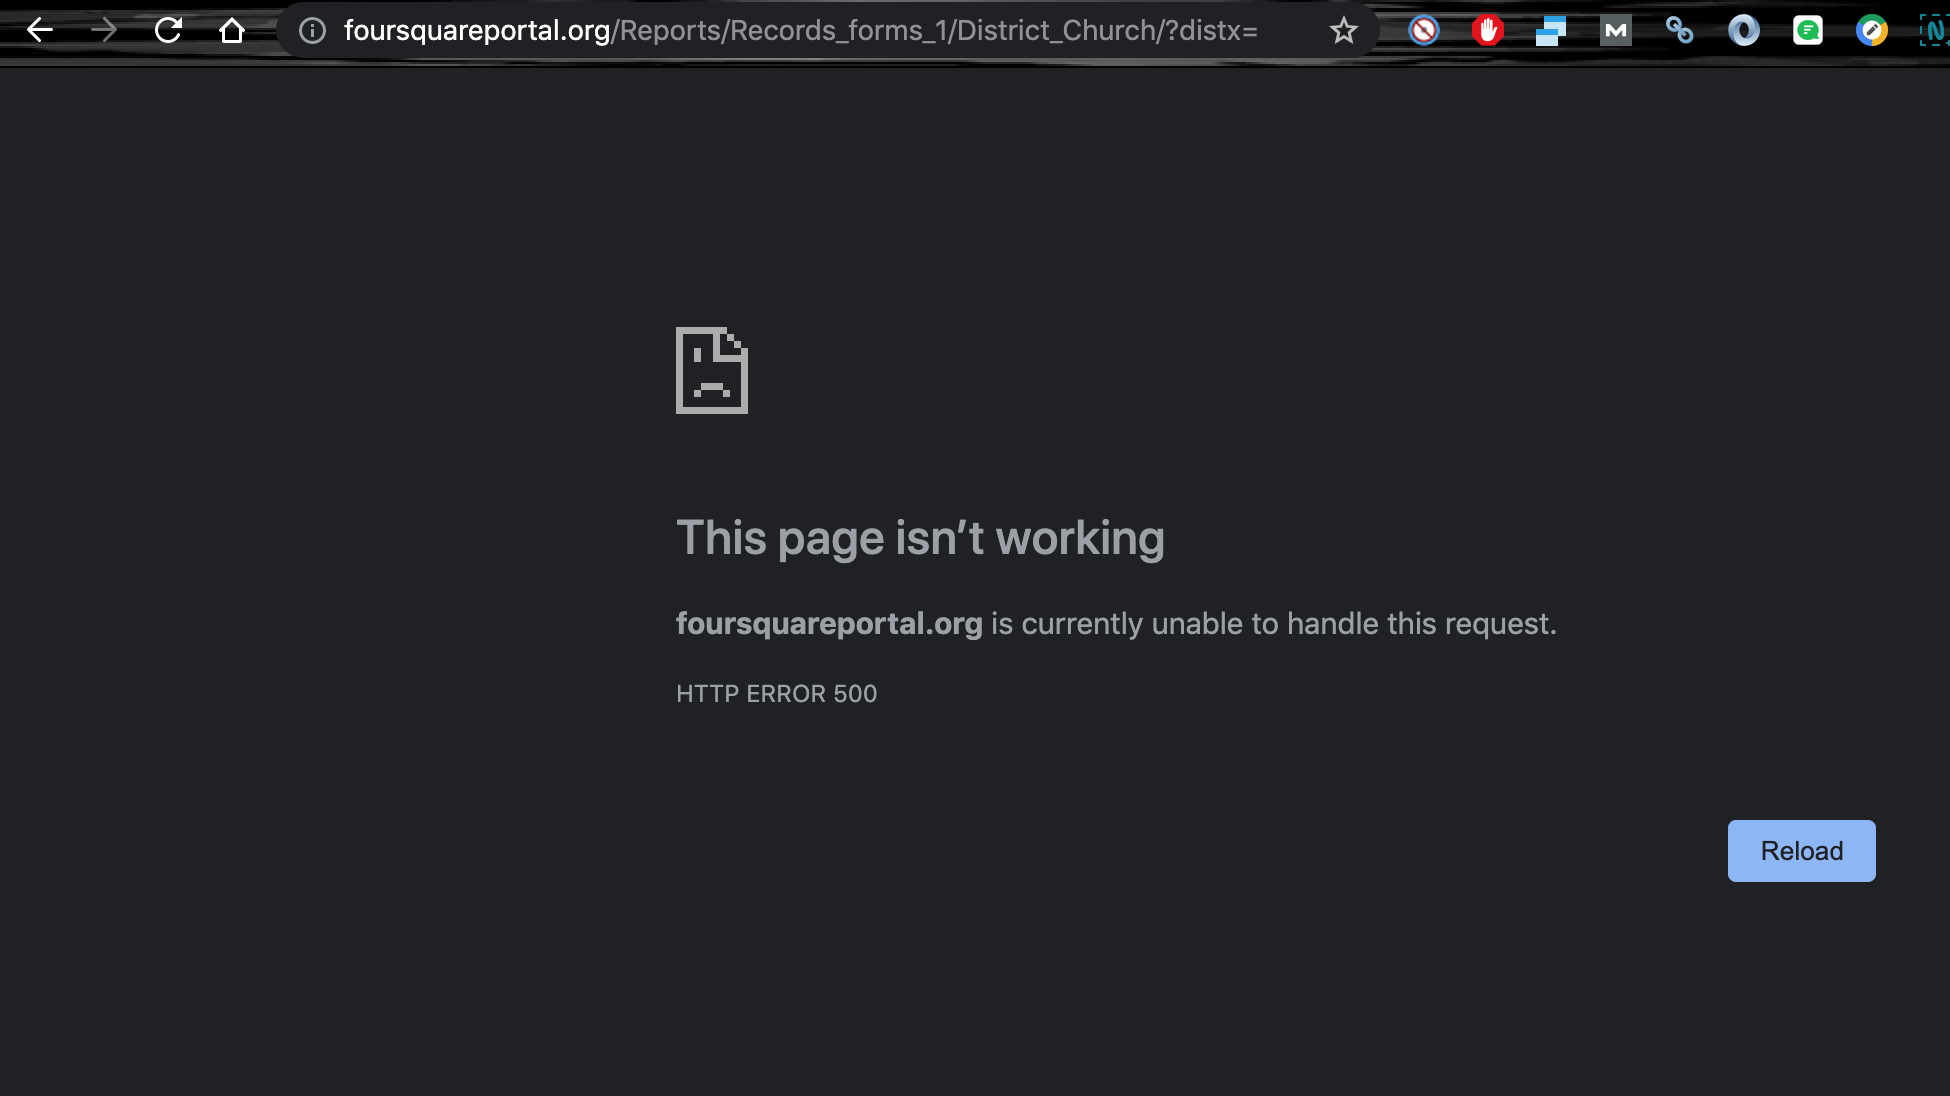 foursquareportal.org/Reports/Records_forms_1/District_Church/?distx=
This page isn’t working
foursquareportal.org is currently unable to handle this request.
HTTP ERROR 500
Reload